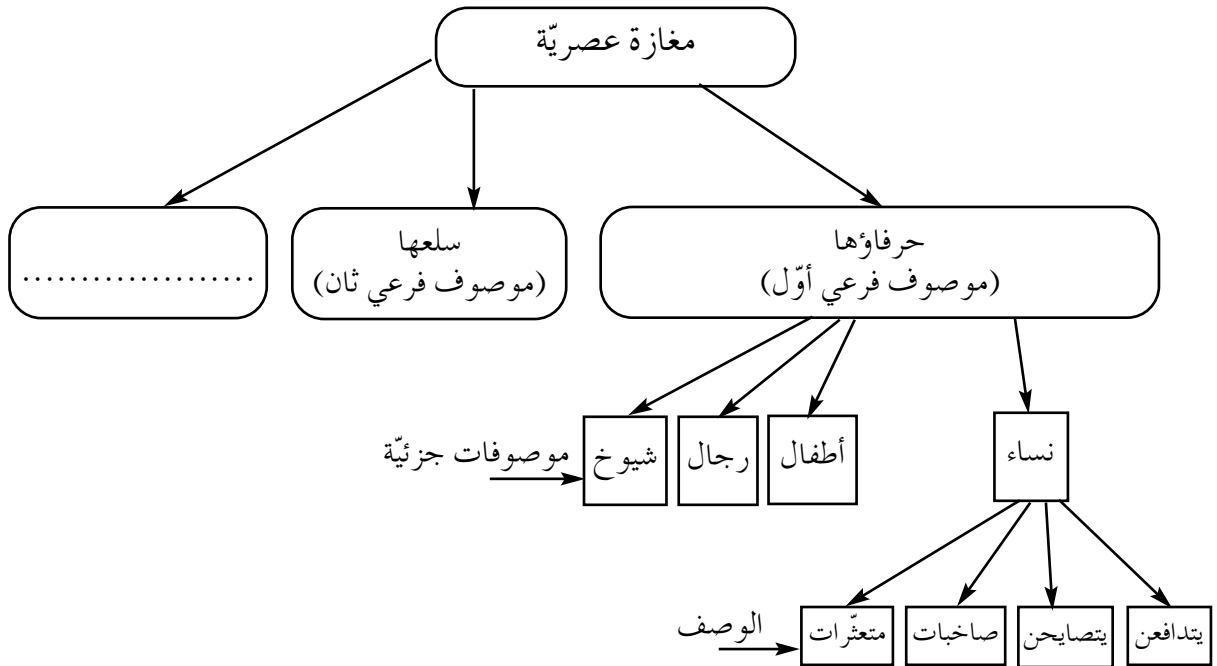 مغازة عصريّة
حرفاؤها
(موصوف فرعي أوّل)
سلعها
(موصوف فرعي ثان)
...................
نساء
أطفال
رجال
شيوخ
موصوفات جزئيّة
يتدافعن
يتصايحن
صاخبات
متعثّرات
الوصف